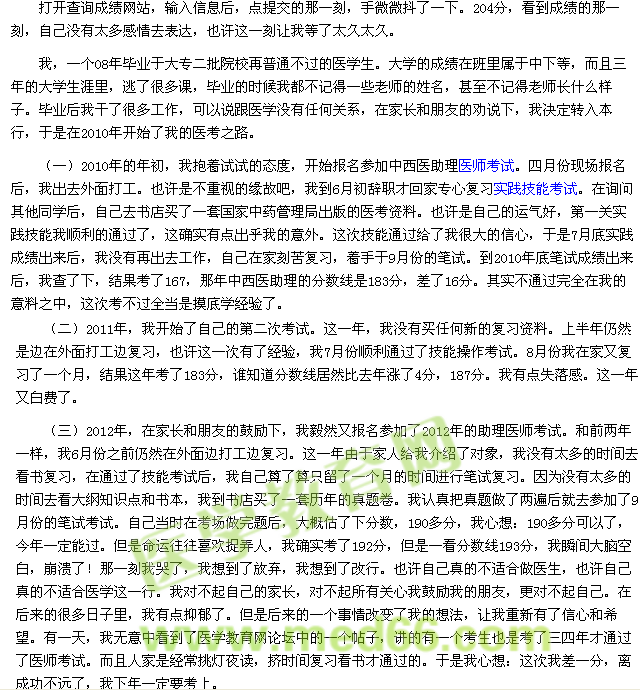 打开查询成绩网站，输入信息后，点提交的那一刻，手微微抖了一下。204分，看到成绩的那一
刻，自己没有太多感情去表达，也许这一刻让我等了太久太久。
我，一个08年毕业于大专二批院校再普通不过的医学生。大学的成绩在班里属于中下等，而且三
年的大学生涯里，逃了很多课，毕业的时候我都不记得一些老师的姓名，甚至不记得老师长什么样
子。毕业后我干了很多工作，可以说跟医学没有任何关系，在家长和朋友的劝说下，我决定转入本
行，于是在2010年开始了我的医考之路。
（一）2010年的年初，我抱着试试的态度，开始报名参加中西医助理医师考试。四月份现场报名
后，我出去外面打工。也许是不重视的缘故吧，我到6月初辞职才回家专心复习实践技能考试。在询问
其他同学后，自己去书店买了一套国家中药管理局出版的医考资料。也许是自己的运气好，第一关实
践技能我顺利的通过了，这确实有点出乎我的意外。这次技能通过给了我很大的信心，于是7月底实践
成绩出来后，我没有再出去工作，自己在家刻苦复习，着手于9月份的笔试。到2010年底笔试成绩出来
后，我查了下，结果考了167，那年中西医助理的分数线是183分，差了16分。其实不通过完全在我的
意料之中，这次考不过全当是摸底学经验了。
（二）2011年，我开始了自己的第二次考试。这一年，我没有买任何新的复习资料。上半年仍然
是边在外面打工边复习，也许这一次有了经验，我7月份顺利通过了技能操作考试。8月份我在家又复
习了一个月，结果这年考了183分，谁知道分数线居然比去年涨了4分，187分。我有点失落感。这一年
又白费了。
（三）2012年，在家长和朋友的鼓励下，我毅然又报名参加了2012年的助理医师考试。和前两年
一样，我6月份之前仍然在外面边打工边复习。这一年由于家人给我介绍了对象，我没有太多的时间去
看书复习，在通过了技能考试后，我自己算了算只留了一个月的时间进行笔试复习。因为没有太多的
时间去看大纲知识点和书本，我到书店买了一套历年的真题卷。我认真把真题做了两遍后就去参加了9
月份的笔试考试。自己当时在考场做完题后，大概估了下分数，190多分，我心想：190多分可以了，
今年一定能过。但是命运往往喜欢捉弄人，我确实考了192分，但是一看分数线193分，我瞬间大脑空
白，崩溃了！那一刻我哭了，我想到了放弃，我想到了改行。也许自己真的不适合做医生，也许自己
真的不适合医学这一行。我对不起自己的家长，对不起所有关心我鼓励我的朋友，更对不起自己。在
后来的很多日子里，我有点抑郁了。但是后来的一个事情改变了我的想法，让我重新有了信心和希
望。有一天，我无意中看到了医学教育网论坛中的一个帖子，讲的有一个考生也是考了三四年才通过
了医师考试。而且人家是经常挑灯夜读，挤时间复习看书才通过的。于是我心想：这次我差一分，离
成功不远了，我下年一定要考上。
医学教育网
www.med66.com